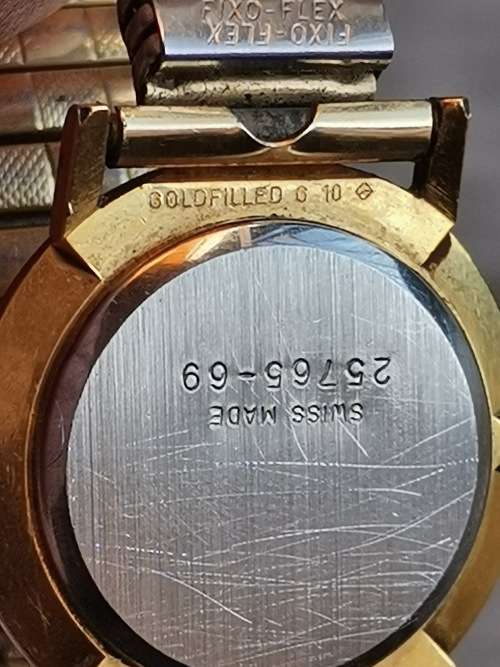 FIXO-FLEX
FIXO-FLEX
GOLDFILLED G 10
25765-69
SWISS MADE